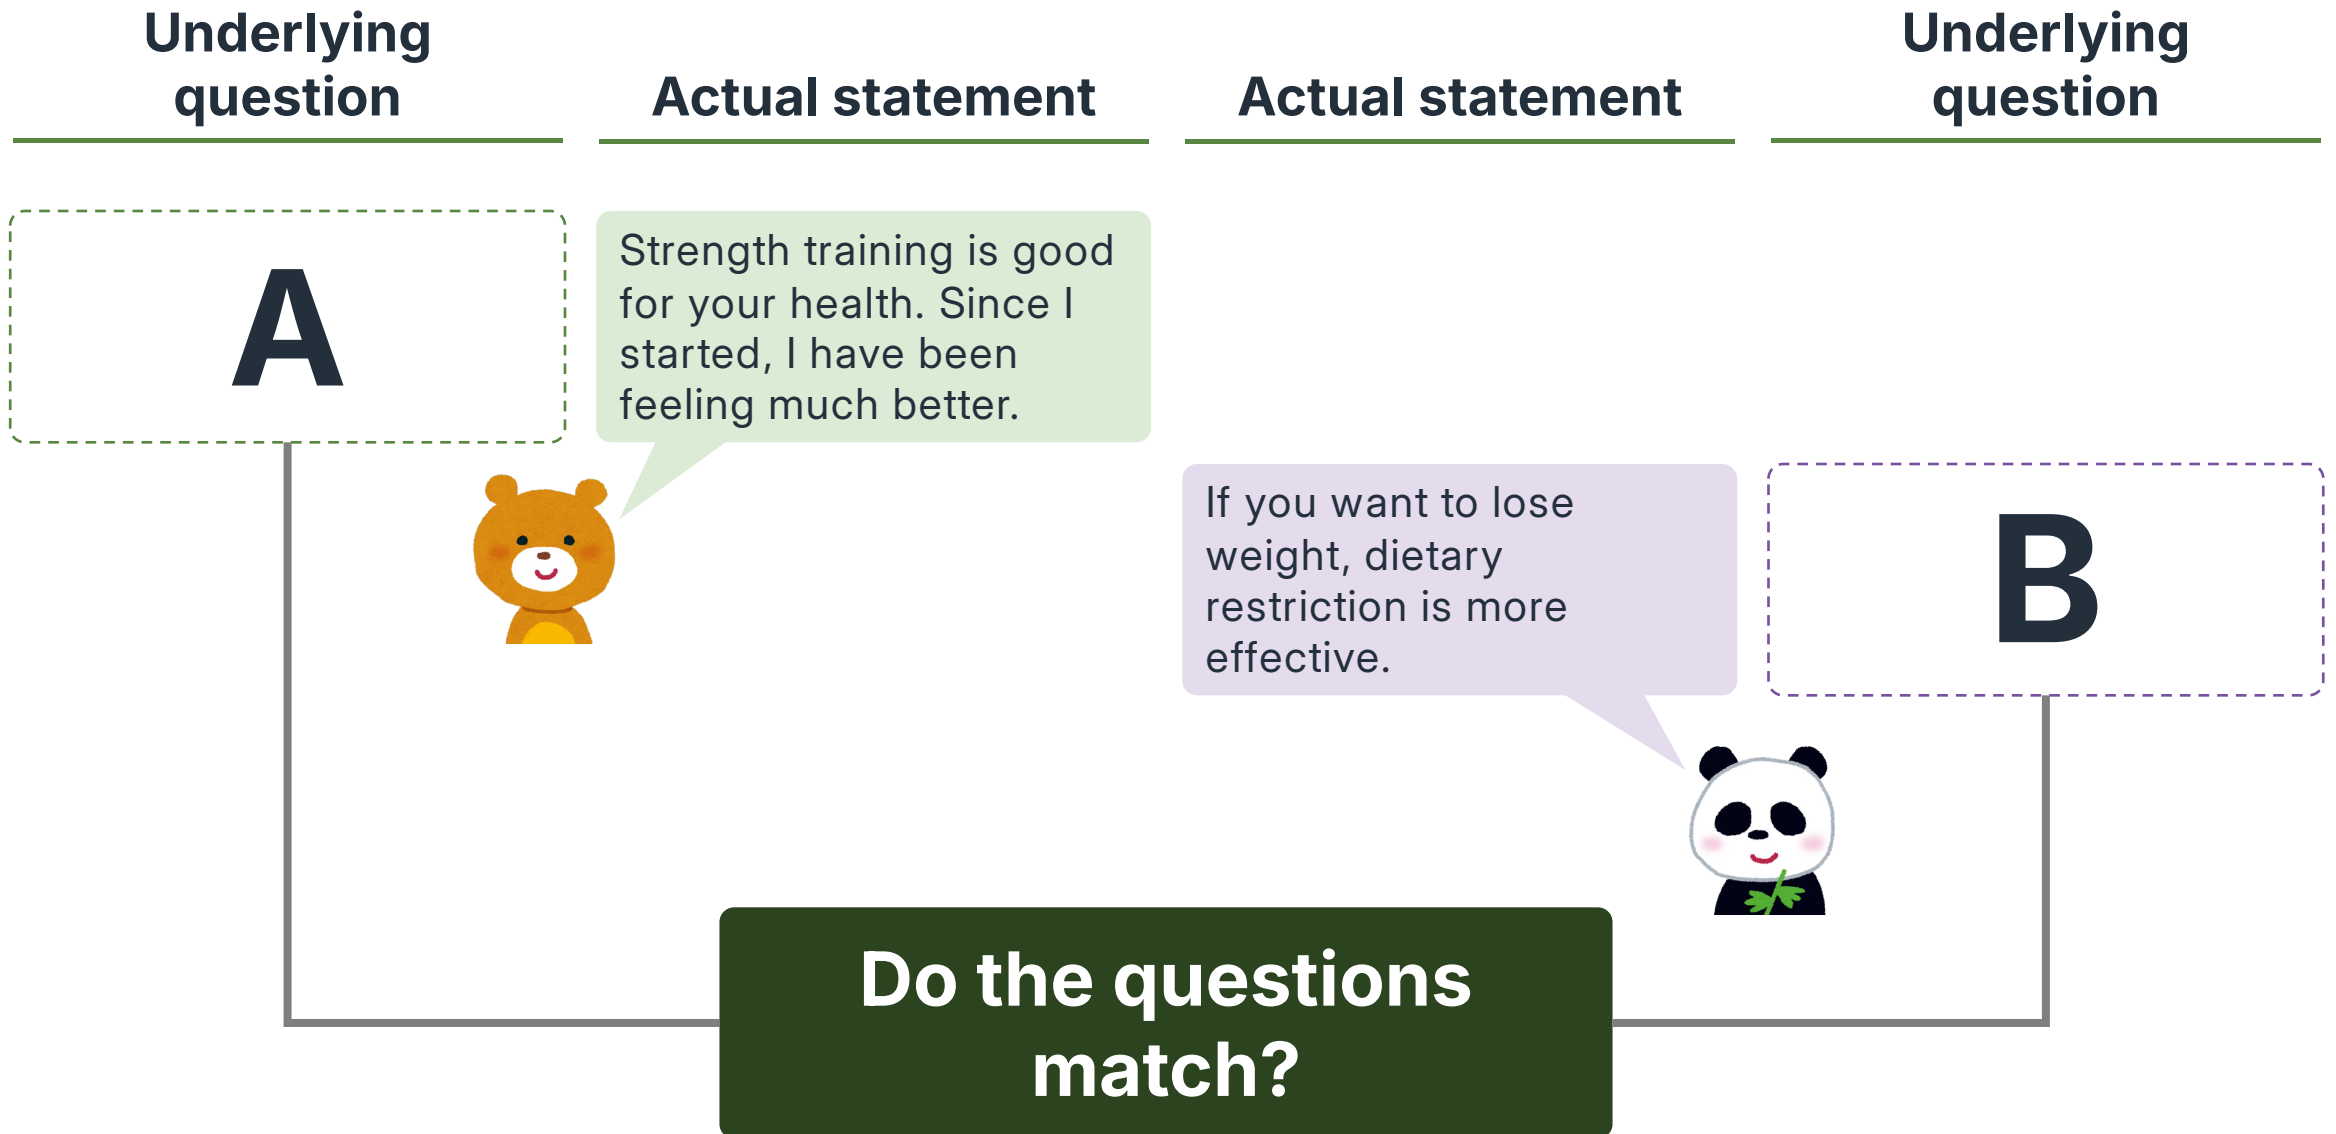 Underlying
question
Actual statement
Actual statement
Underlying
question
A
Strength training is good
for your health. Since I
started, I have been
feeling much better.
If you want to lose
weight, dietary
restriction is more
effective.
B
Do the questions
match?